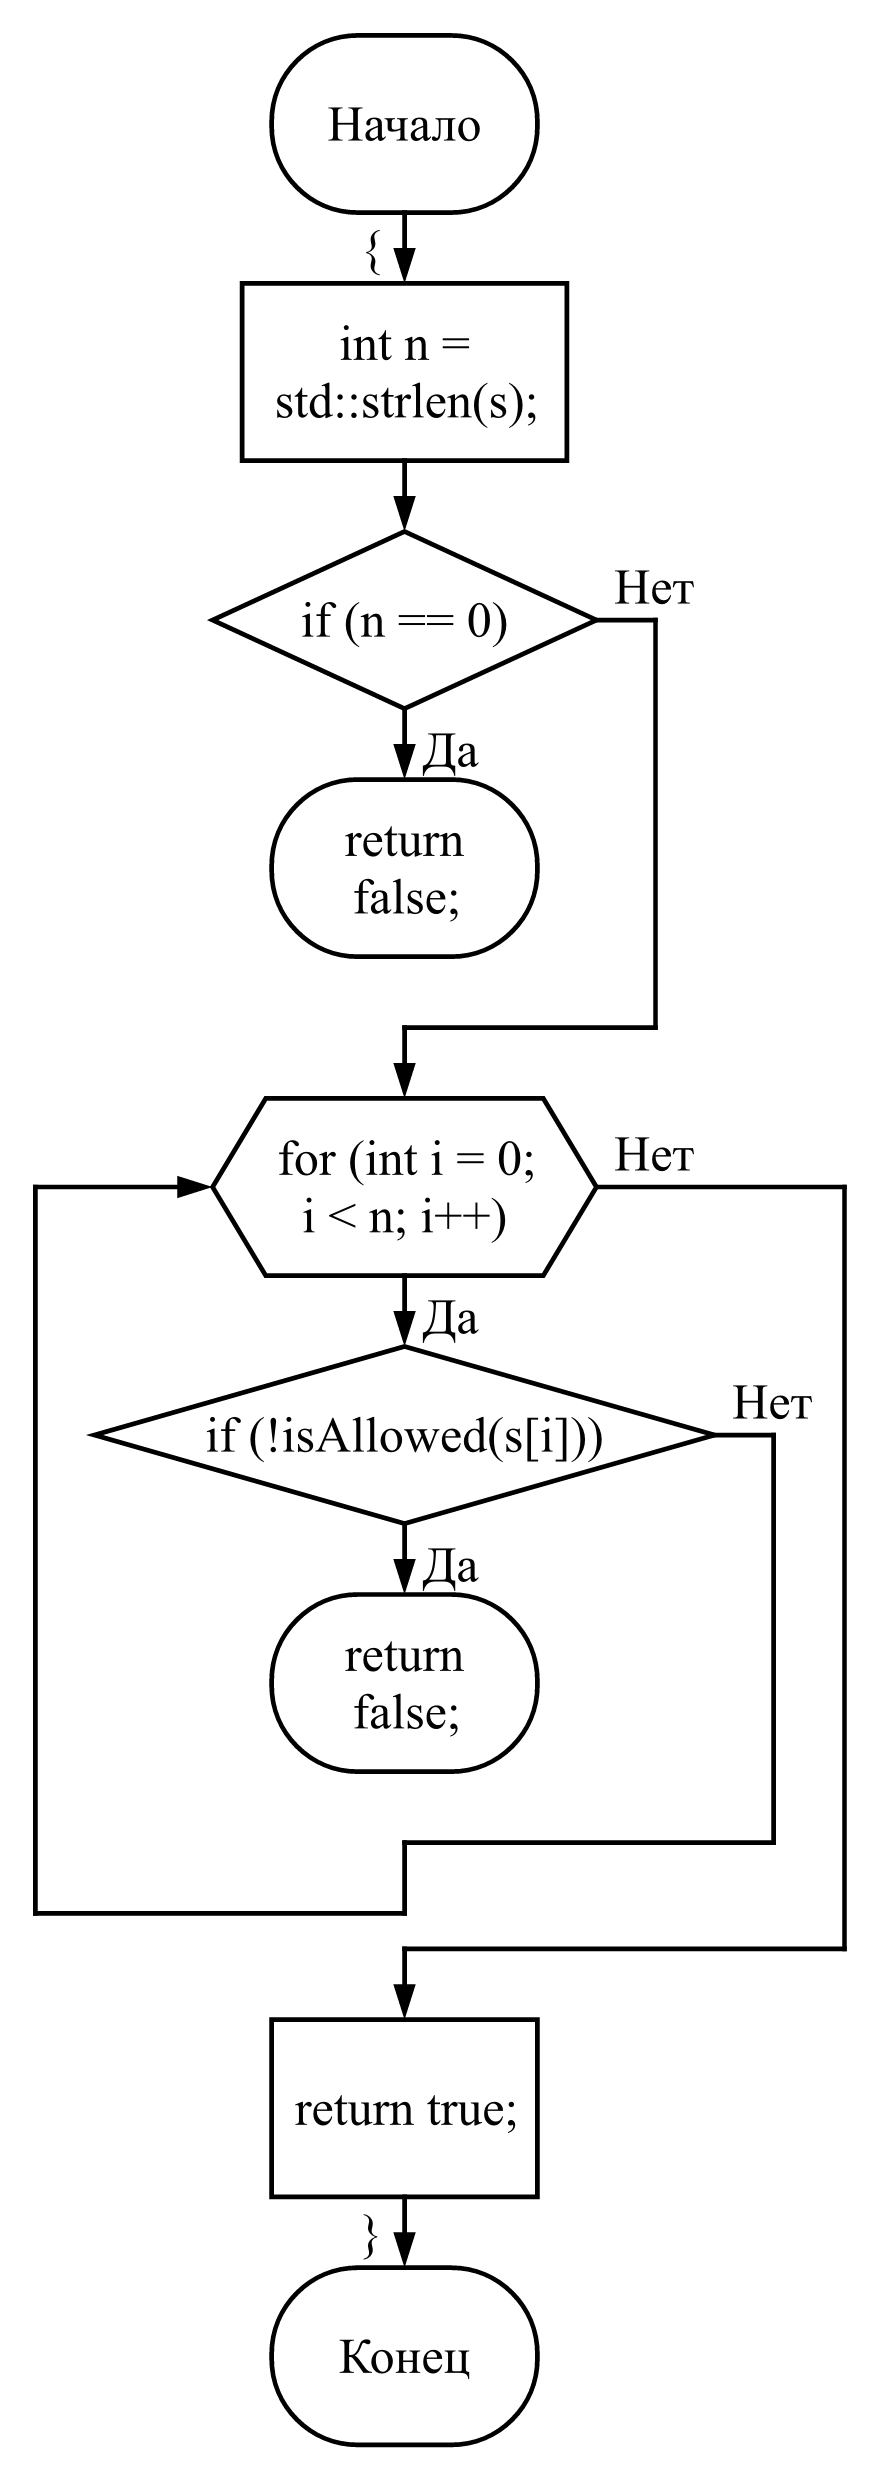 Начало
{
int n =
std::strlen(s);
Нет
if (n == 0)
Да
return
false;
for (int i = 0;
i < n; i++)
Нет
Да
Нет
if (!isAllowed(s[i]))
Да
return
false;
return true;
}
Конец